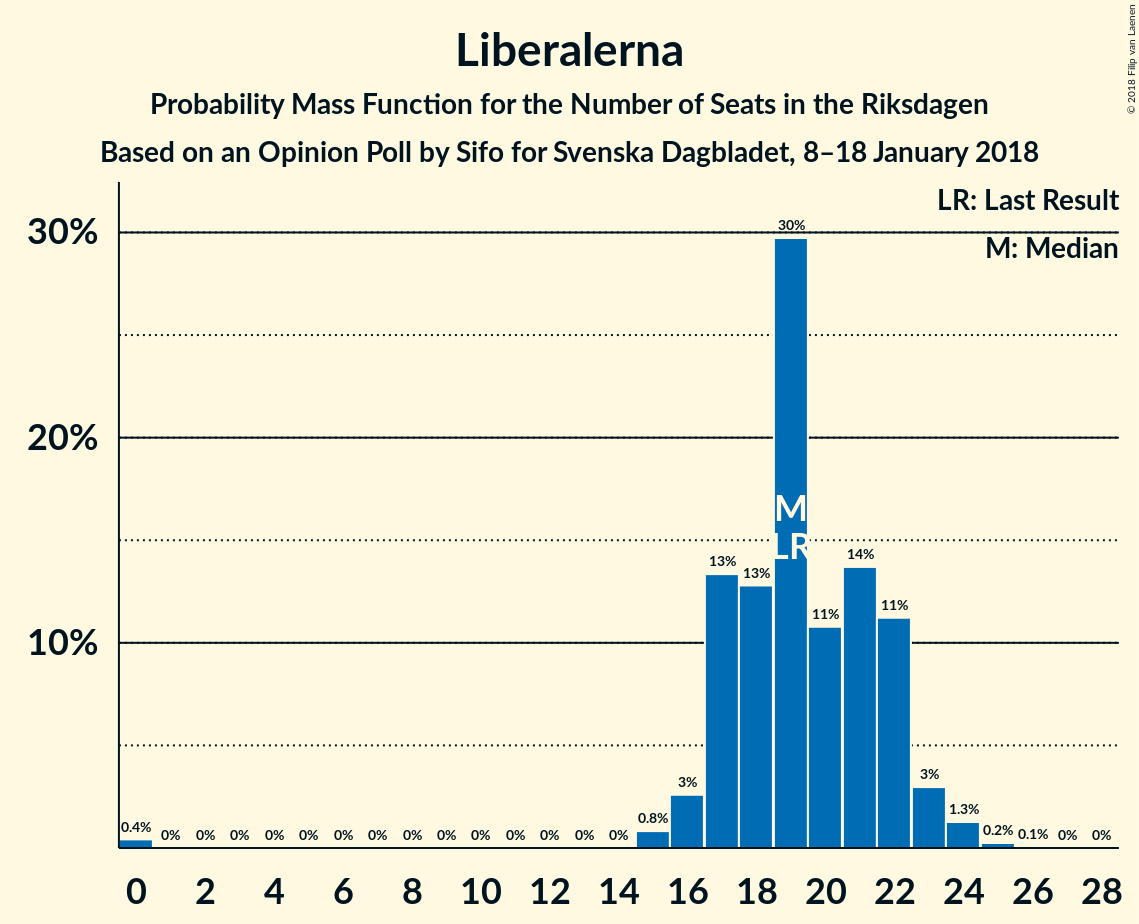 Liberalerna
Probability Mass Function for the Number of Seats in the Riksdagen
Based on an Opinion Poll by Sifo for Svenska Dagbladet, 8–18 January 2018
© 2018 Filip van Laenen
LR: Last Result
M: Median
30%
20%
10%
0.4% 0% 0% 0% 0% 0% 0% 0% 0% 0% 0% 0% 0% 0% 0% 0.8% 3% 13% 13% 30% 11% 14% 11% 3% 1.3% 0.2% 0.1% 0% 0%
M
LR
0 2 4 6 8 10 12 14 16 18 20 22 24 26 28